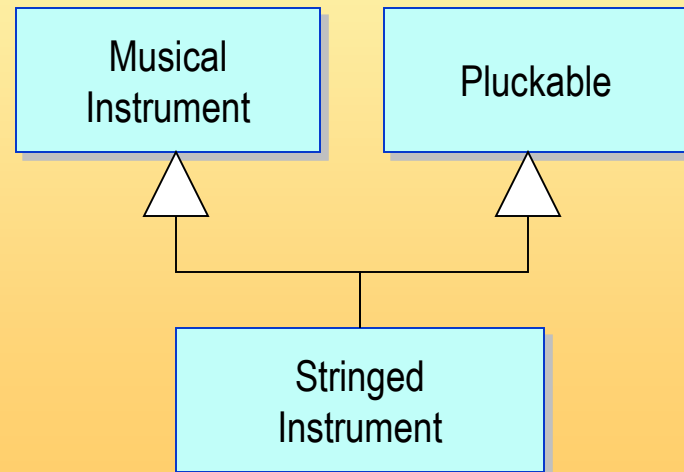 Musical
Instrument
Pluckable
Stringed
Instrument